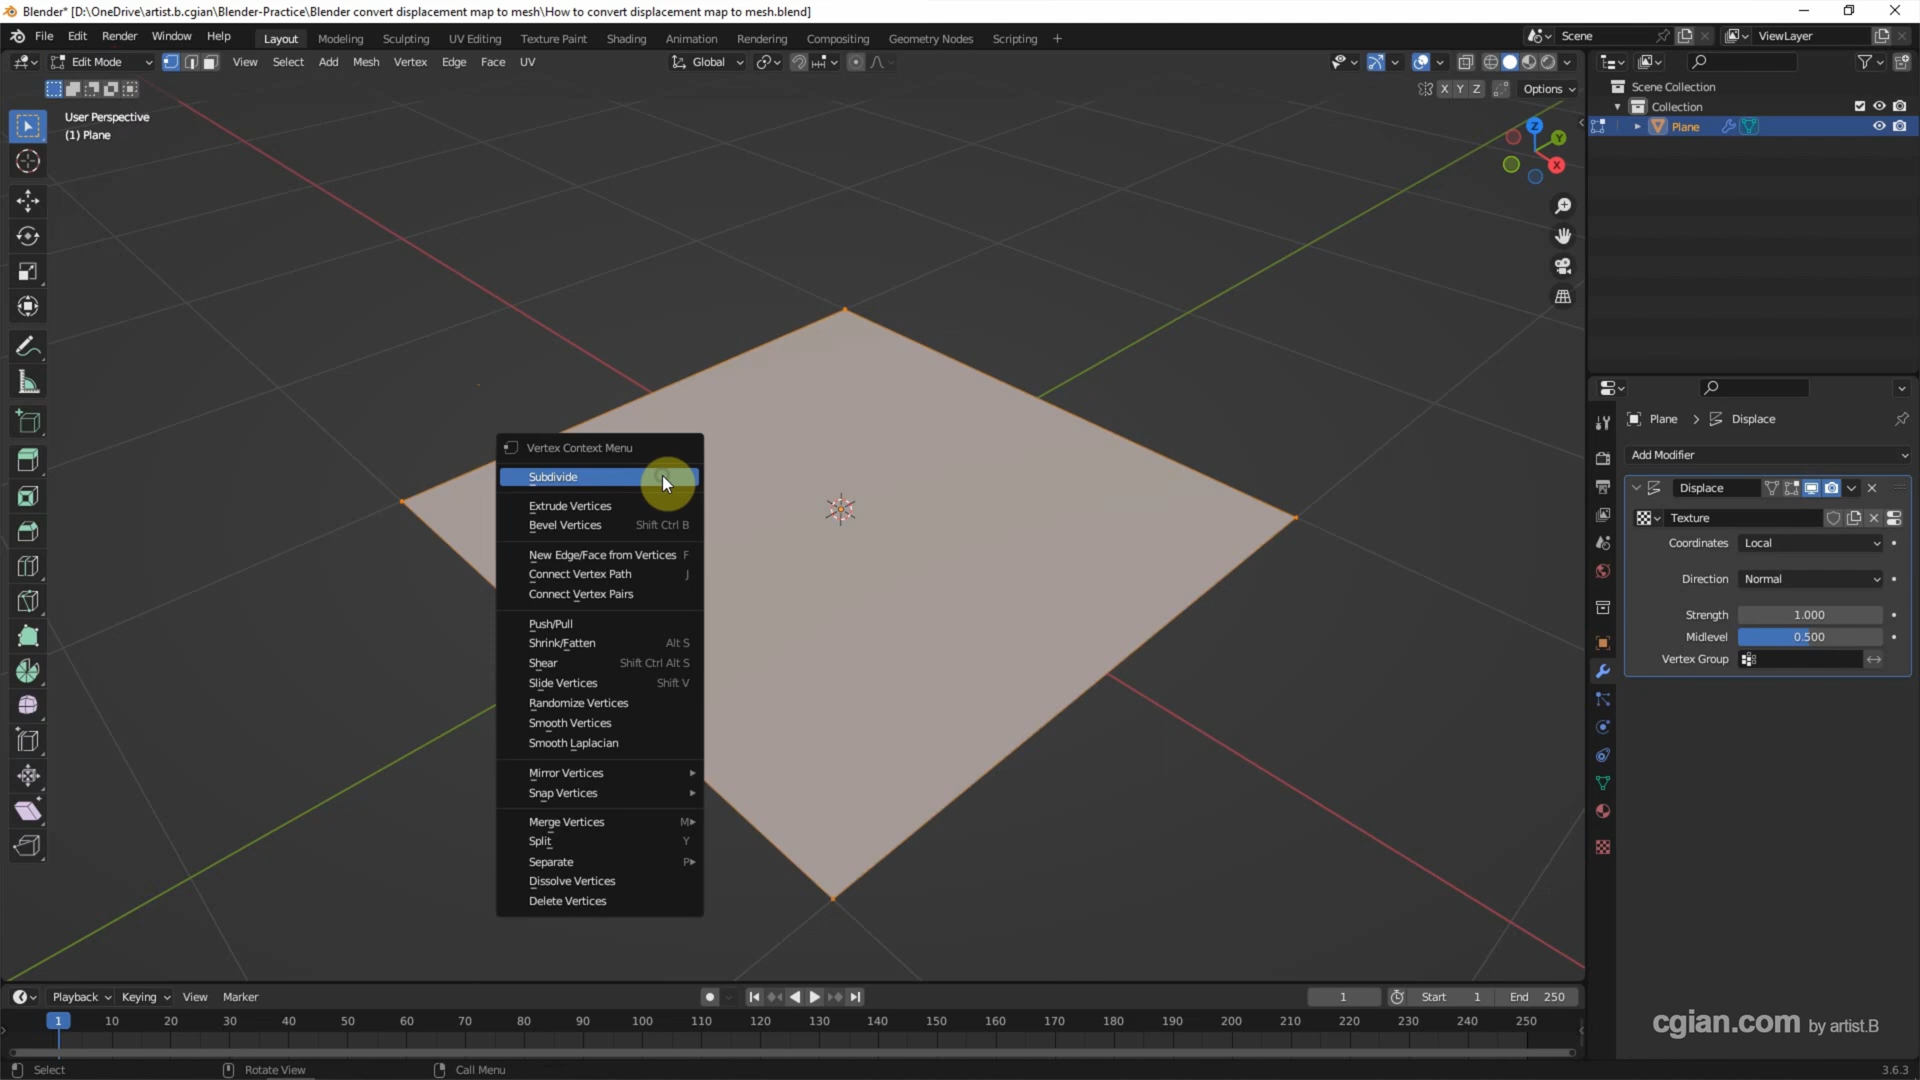 Blender* [D:\OneDrive\artist.b.cgian\Blender-Practice\Blender convert displacement map to mesh\How to convert displacement map to mesh.blend]
File Edit Render Window Help Layout Modeling Sculpting UV Editing Texture Paint Shading Animation Rendering Compositing Geometry Nodes Scripting + Scene ViewLayer
Edit Mode View Select Add Mesh Vertex Edge Face UV Global
X Y Z Options
User Perspective
(1) Plane
Z
Y
X
Scene Collection
Collection
Plane
Plane > Displace
Add Modifier
Displace
Texture
Coordinates Local
Direction Normal
Strength 1.000
Midlevel 0.500
Vertex Group
Vertex Context Menu
Subdivide
Extrude Vertices
Bevel Vertices Shift Ctrl B
New Edge/Face from Vertices F
Connect Vertex Path J
Connect Vertex Pairs
Push/Pull
Shrink/Fatten Alt S
Shear Shift Ctrl Alt S
Slide Vertices Shift V
Randomize Vertices
Smooth Vertices
Smooth Laplacian
Mirror Vertices
Snap Vertices
Merge Vertices M
Split Y
Separate P
Dissolve Vertices
Delete Vertices
Playback Keying View Marker 1 Start 1 End 250
1 10 20 30 40 50 60 70 80 90 100 110 120 130 140 150 160 170 180 190 200 210 220 230 240 250
cgian.com by artist.B
Select Rotate View Call Menu 3.6.3